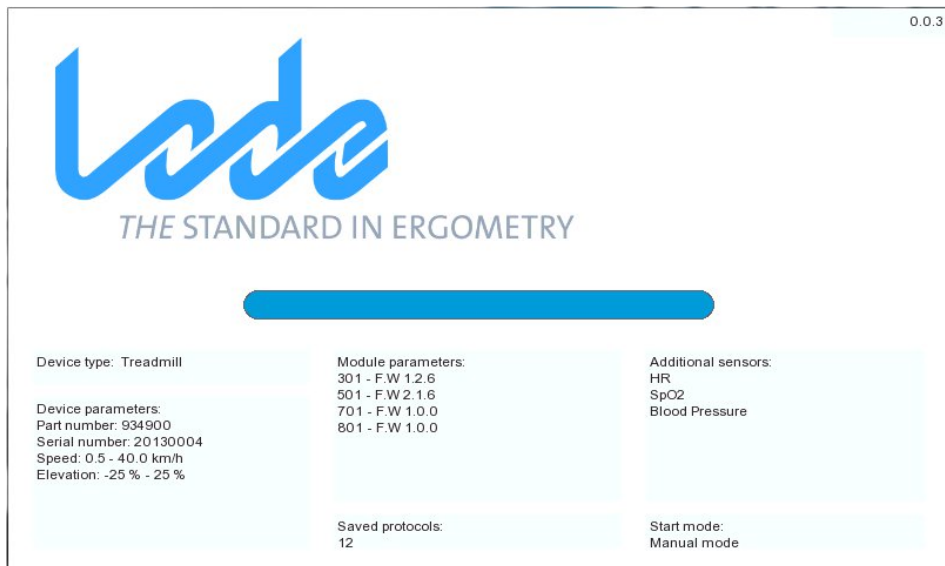 0.0.3
Lode
THE STANDARD IN ERGOMETRY
Device type: Treadmill
Device parameters:
Part number: 934900
Serial number: 20130004
Speed: 0.5 - 40.0 km/h
Elevation: -25 % - 25 %
Module parameters:
301 - F.W 1.2.6
501 - F.W 2.1.6
701 - F.W 1.0.0
801 - F.W 1.0.0
Saved protocols:
12
Additional sensors:
HR
SpO2
Blood Pressure
Start mode:
Manual mode